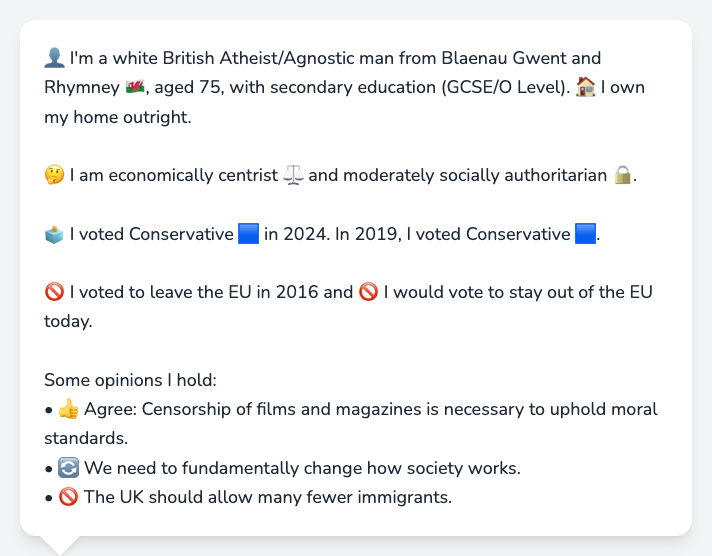 👤 I'm a white British Atheist/Agnostic man from Blaenau Gwent and
Rhymney 🏴󠁧󠁢󠁷󠁬󠁳󠁿, aged 75, with secondary education (GCSE/O Level). 🏠 I own
my home outright.
🤔 I am economically centrist ⚖️ and moderately socially authoritarian 🔒.
🗳️ I voted Conservative 🟦 in 2024. In 2019, I voted Conservative 🟦.
🚫 I voted to leave the EU in 2016 and 🚫 I would vote to stay out of the EU
today.
Some opinions I hold:
• 👍 Agree: Censorship of films and magazines is necessary to uphold moral
standards.
• 🔄 We need to fundamentally change how society works.
• 🚫 The UK should allow many fewer immigrants.